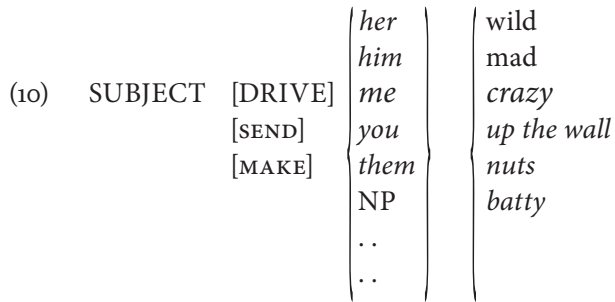 her wild
him mad
(10) SUBJECT [DRIVE] me crazy
[SEND] you up the wall
[MAKE] them nuts
NP batty
. .
. .